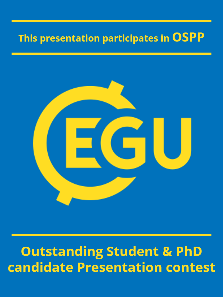 This presentation participates in OSPP
EGU
Outstanding Student & PhD
candidate Presentation contest